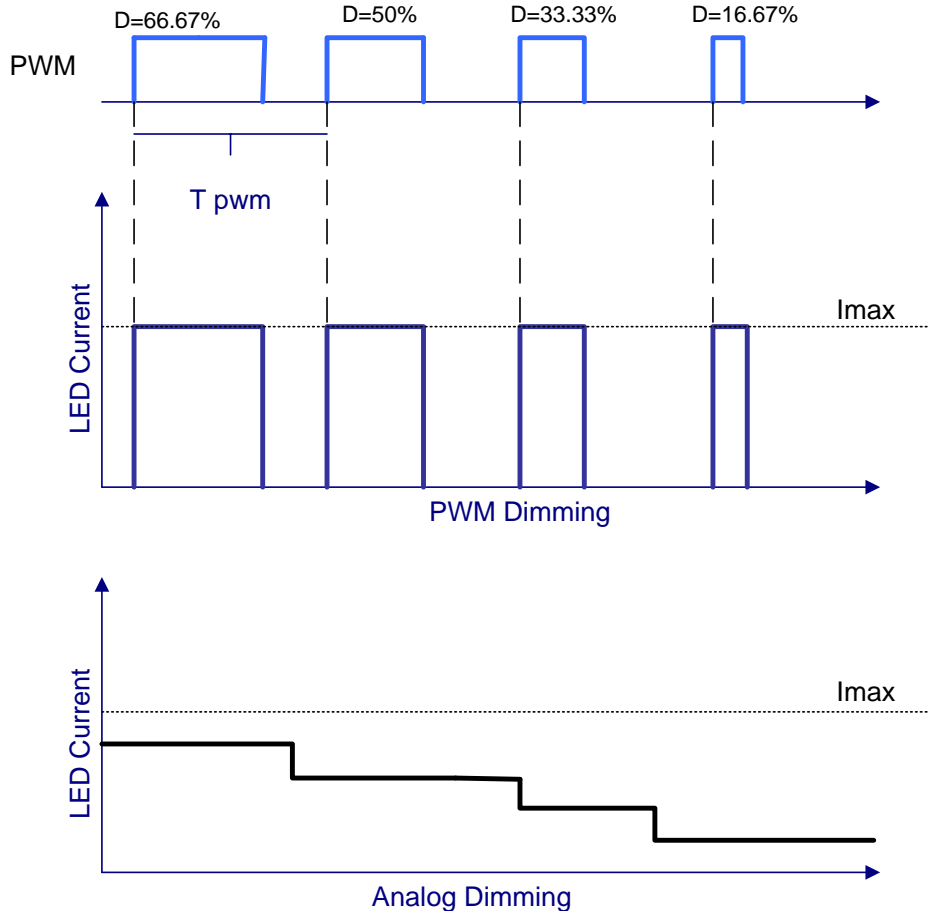 D=66.67%
D=50%
D=33.33%
D=16.67%
PWM
T pwm
LED Current
Imax
PWM Dimming
LED Current
Imax
Analog Dimming